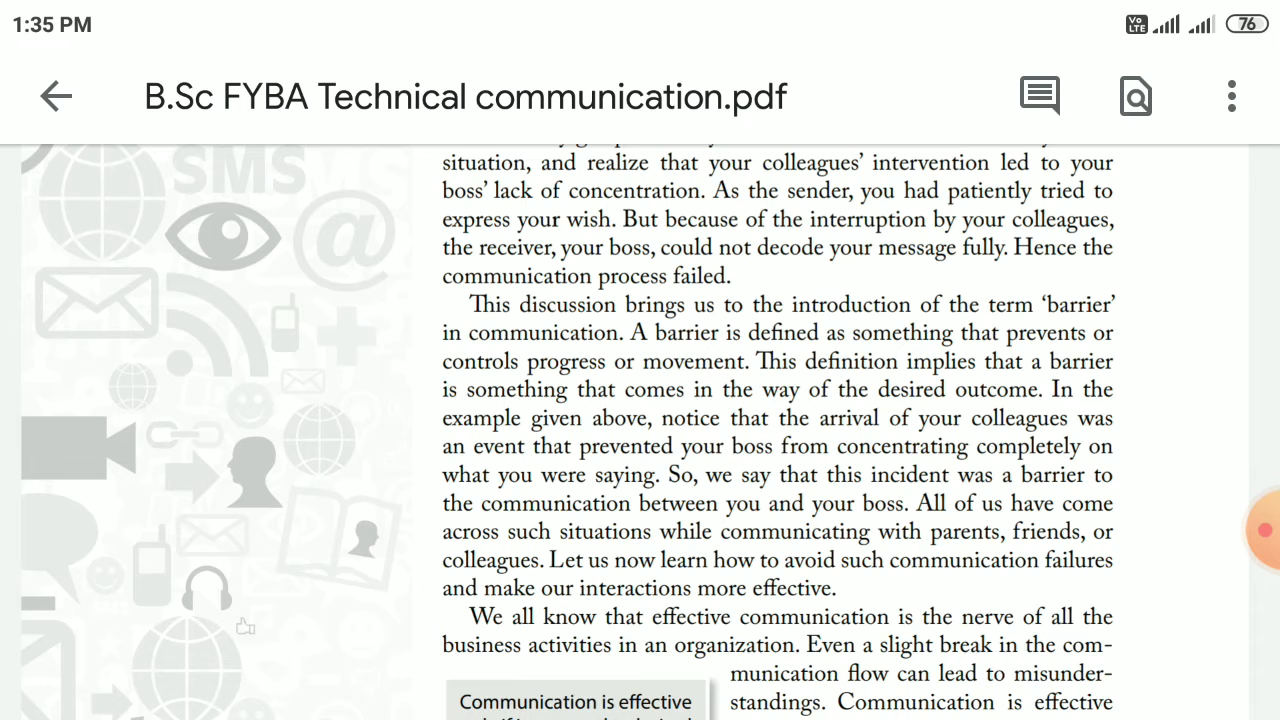 1:35 PM
Vo LTE
76
B.Sc FYBA Technical communication.pdf
SMS
@
situation, and realize that your colleagues’ intervention led to your
boss’ lack of concentration. As the sender, you had patiently tried to
express your wish. But because of the interruption by your colleagues,
the receiver, your boss, could not decode your message fully. Hence the
communication process failed.
This discussion brings us to the introduction of the term ‘barrier’
in communication. A barrier is defined as something that prevents or
controls progress or movement. This definition implies that a barrier
is something that comes in the way of the desired outcome. In the
example given above, notice that the arrival of your colleagues was
an event that prevented your boss from concentrating completely on
what you were saying. So, we say that this incident was a barrier to
the communication between you and your boss. All of us have come
across such situations while communicating with parents, friends, or
colleagues. Let us now learn how to avoid such communication failures
and make our interactions more effective.
We all know that effective communication is the nerve of all the
business activities in an organization. Even a slight break in the com-
munication flow can lead to misunder-
standings. Communication is effective
Communication is effective